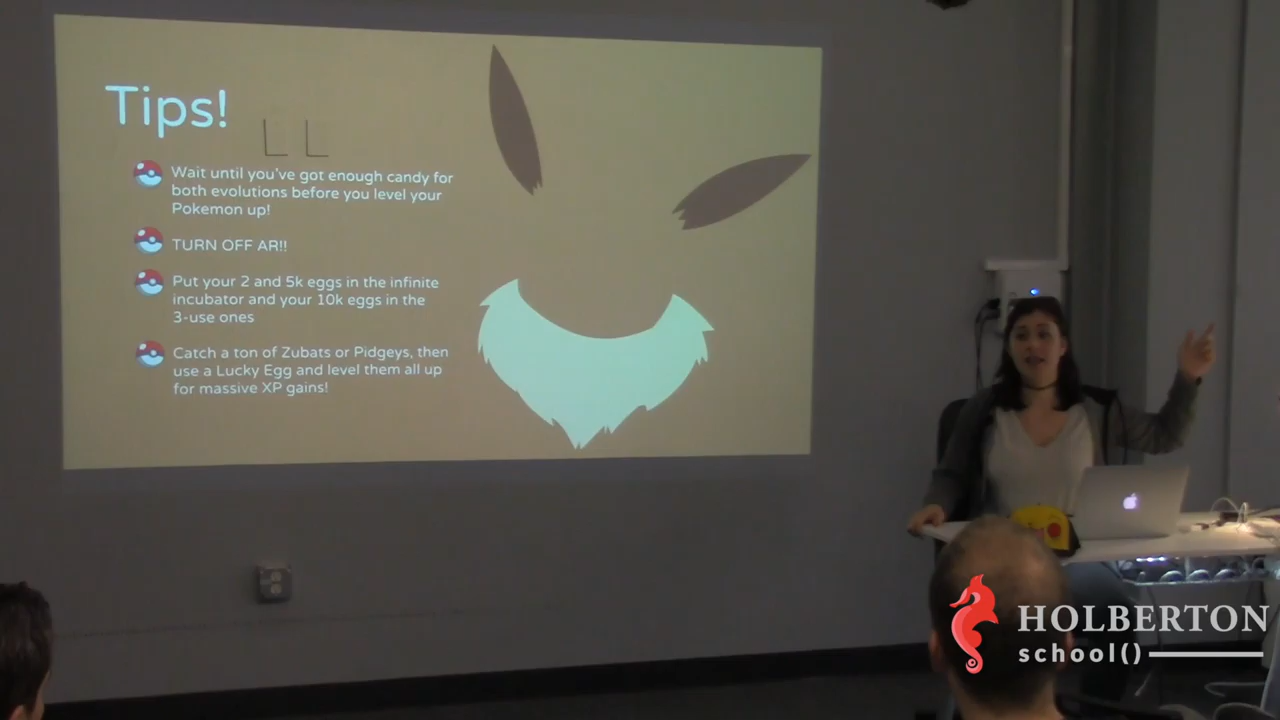 Tips!
Wait until you've got enough candy for
both evolutions before you level your
Pokemon up!
TURN OFF AR!!
Put your 2 and 5k eggs in the infinite
incubator and your 10k eggs in the
3-use ones
Catch a ton of Zubats or Pidgeys, then
use a Lucky Egg and level them all up
for massive XP gains!
HOLBERTON
school()